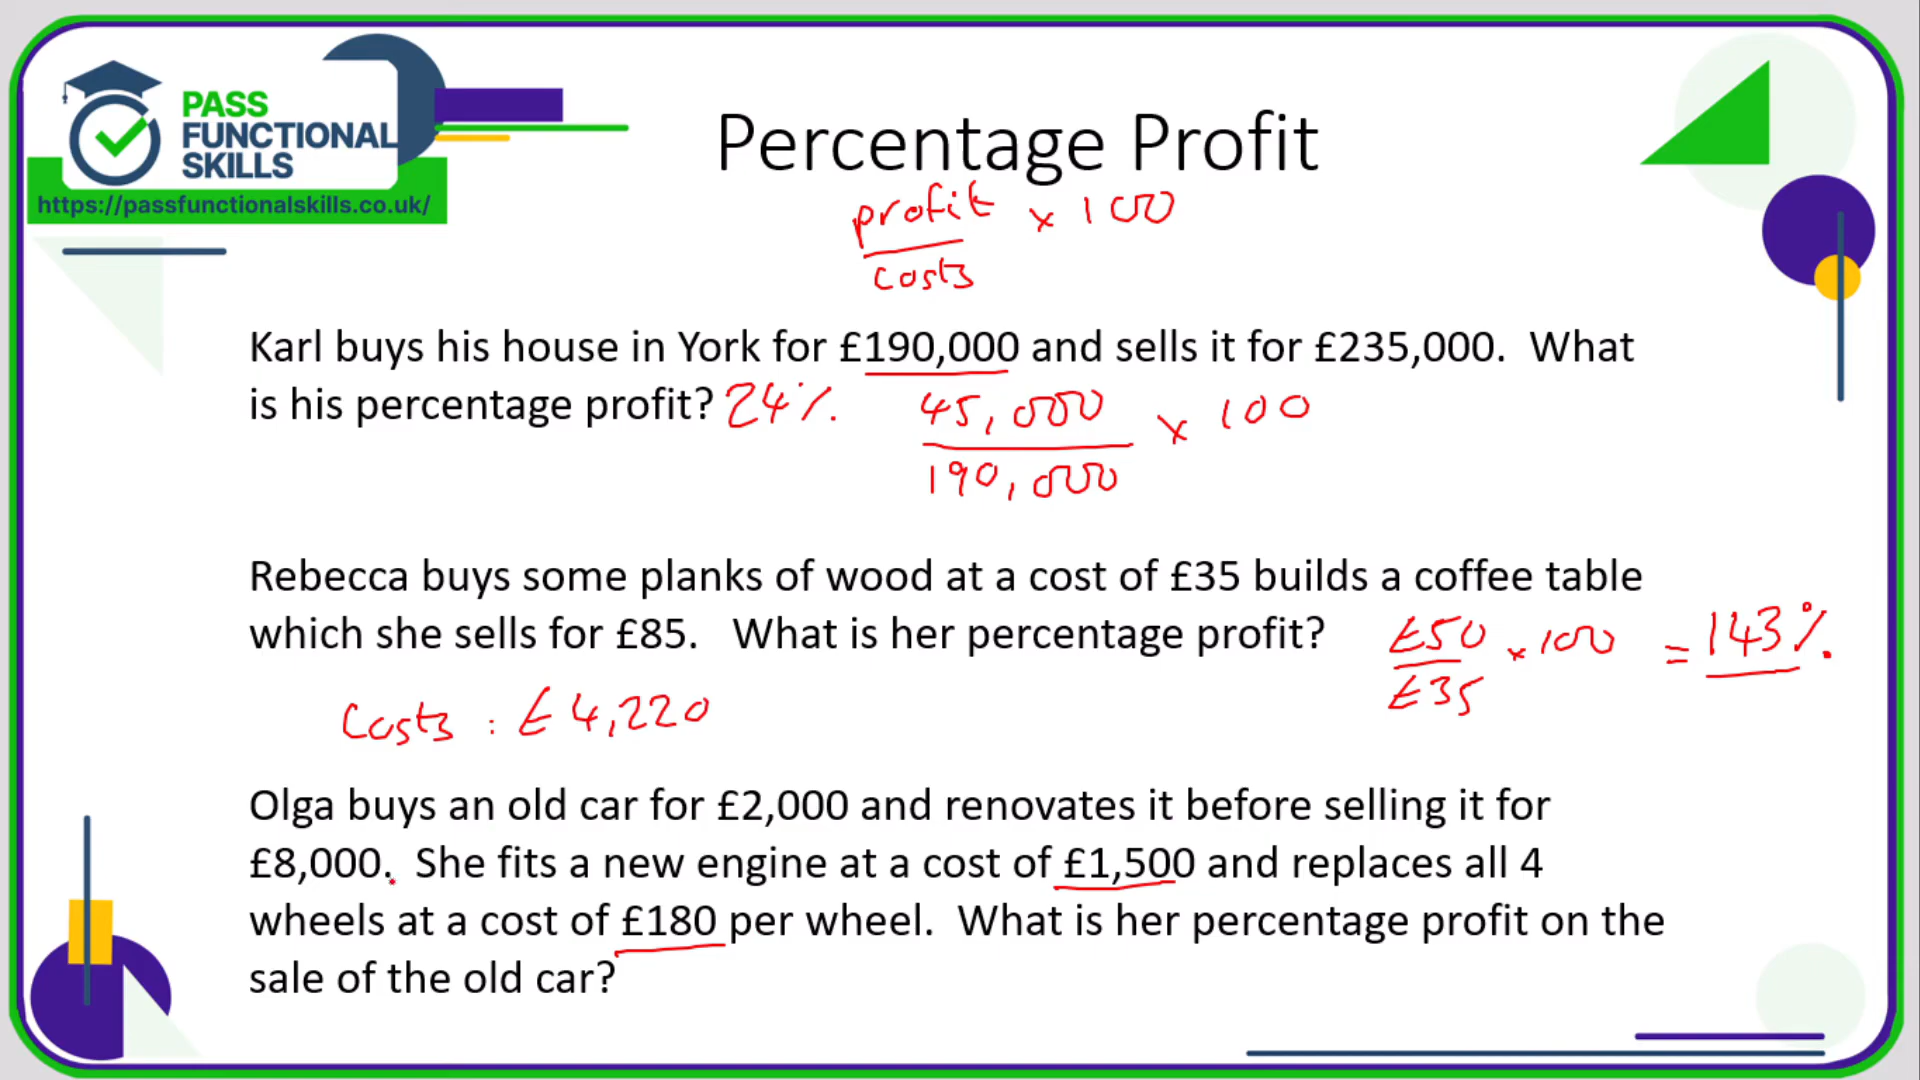 PASS
FUNCTIONAL
SKILLS
https://passfunctionalskills.co.uk/
Percentage Profit
profit × 100
costs
Karl buys his house in York for £190,000 and sells it for £235,000. What
is his percentage profit? 24%
45,000 × 100
190,000
Rebecca buys some planks of wood at a cost of £35 builds a coffee table
which she sells for £85. What is her percentage profit?
£50 × 100 = 143%
£35
Costs : £4,220
Olga buys an old car for £2,000 and renovates it before selling it for
£8,000. She fits a new engine at a cost of £1,500 and replaces all 4
wheels at a cost of £180 per wheel. What is her percentage profit on the
sale of the old car?